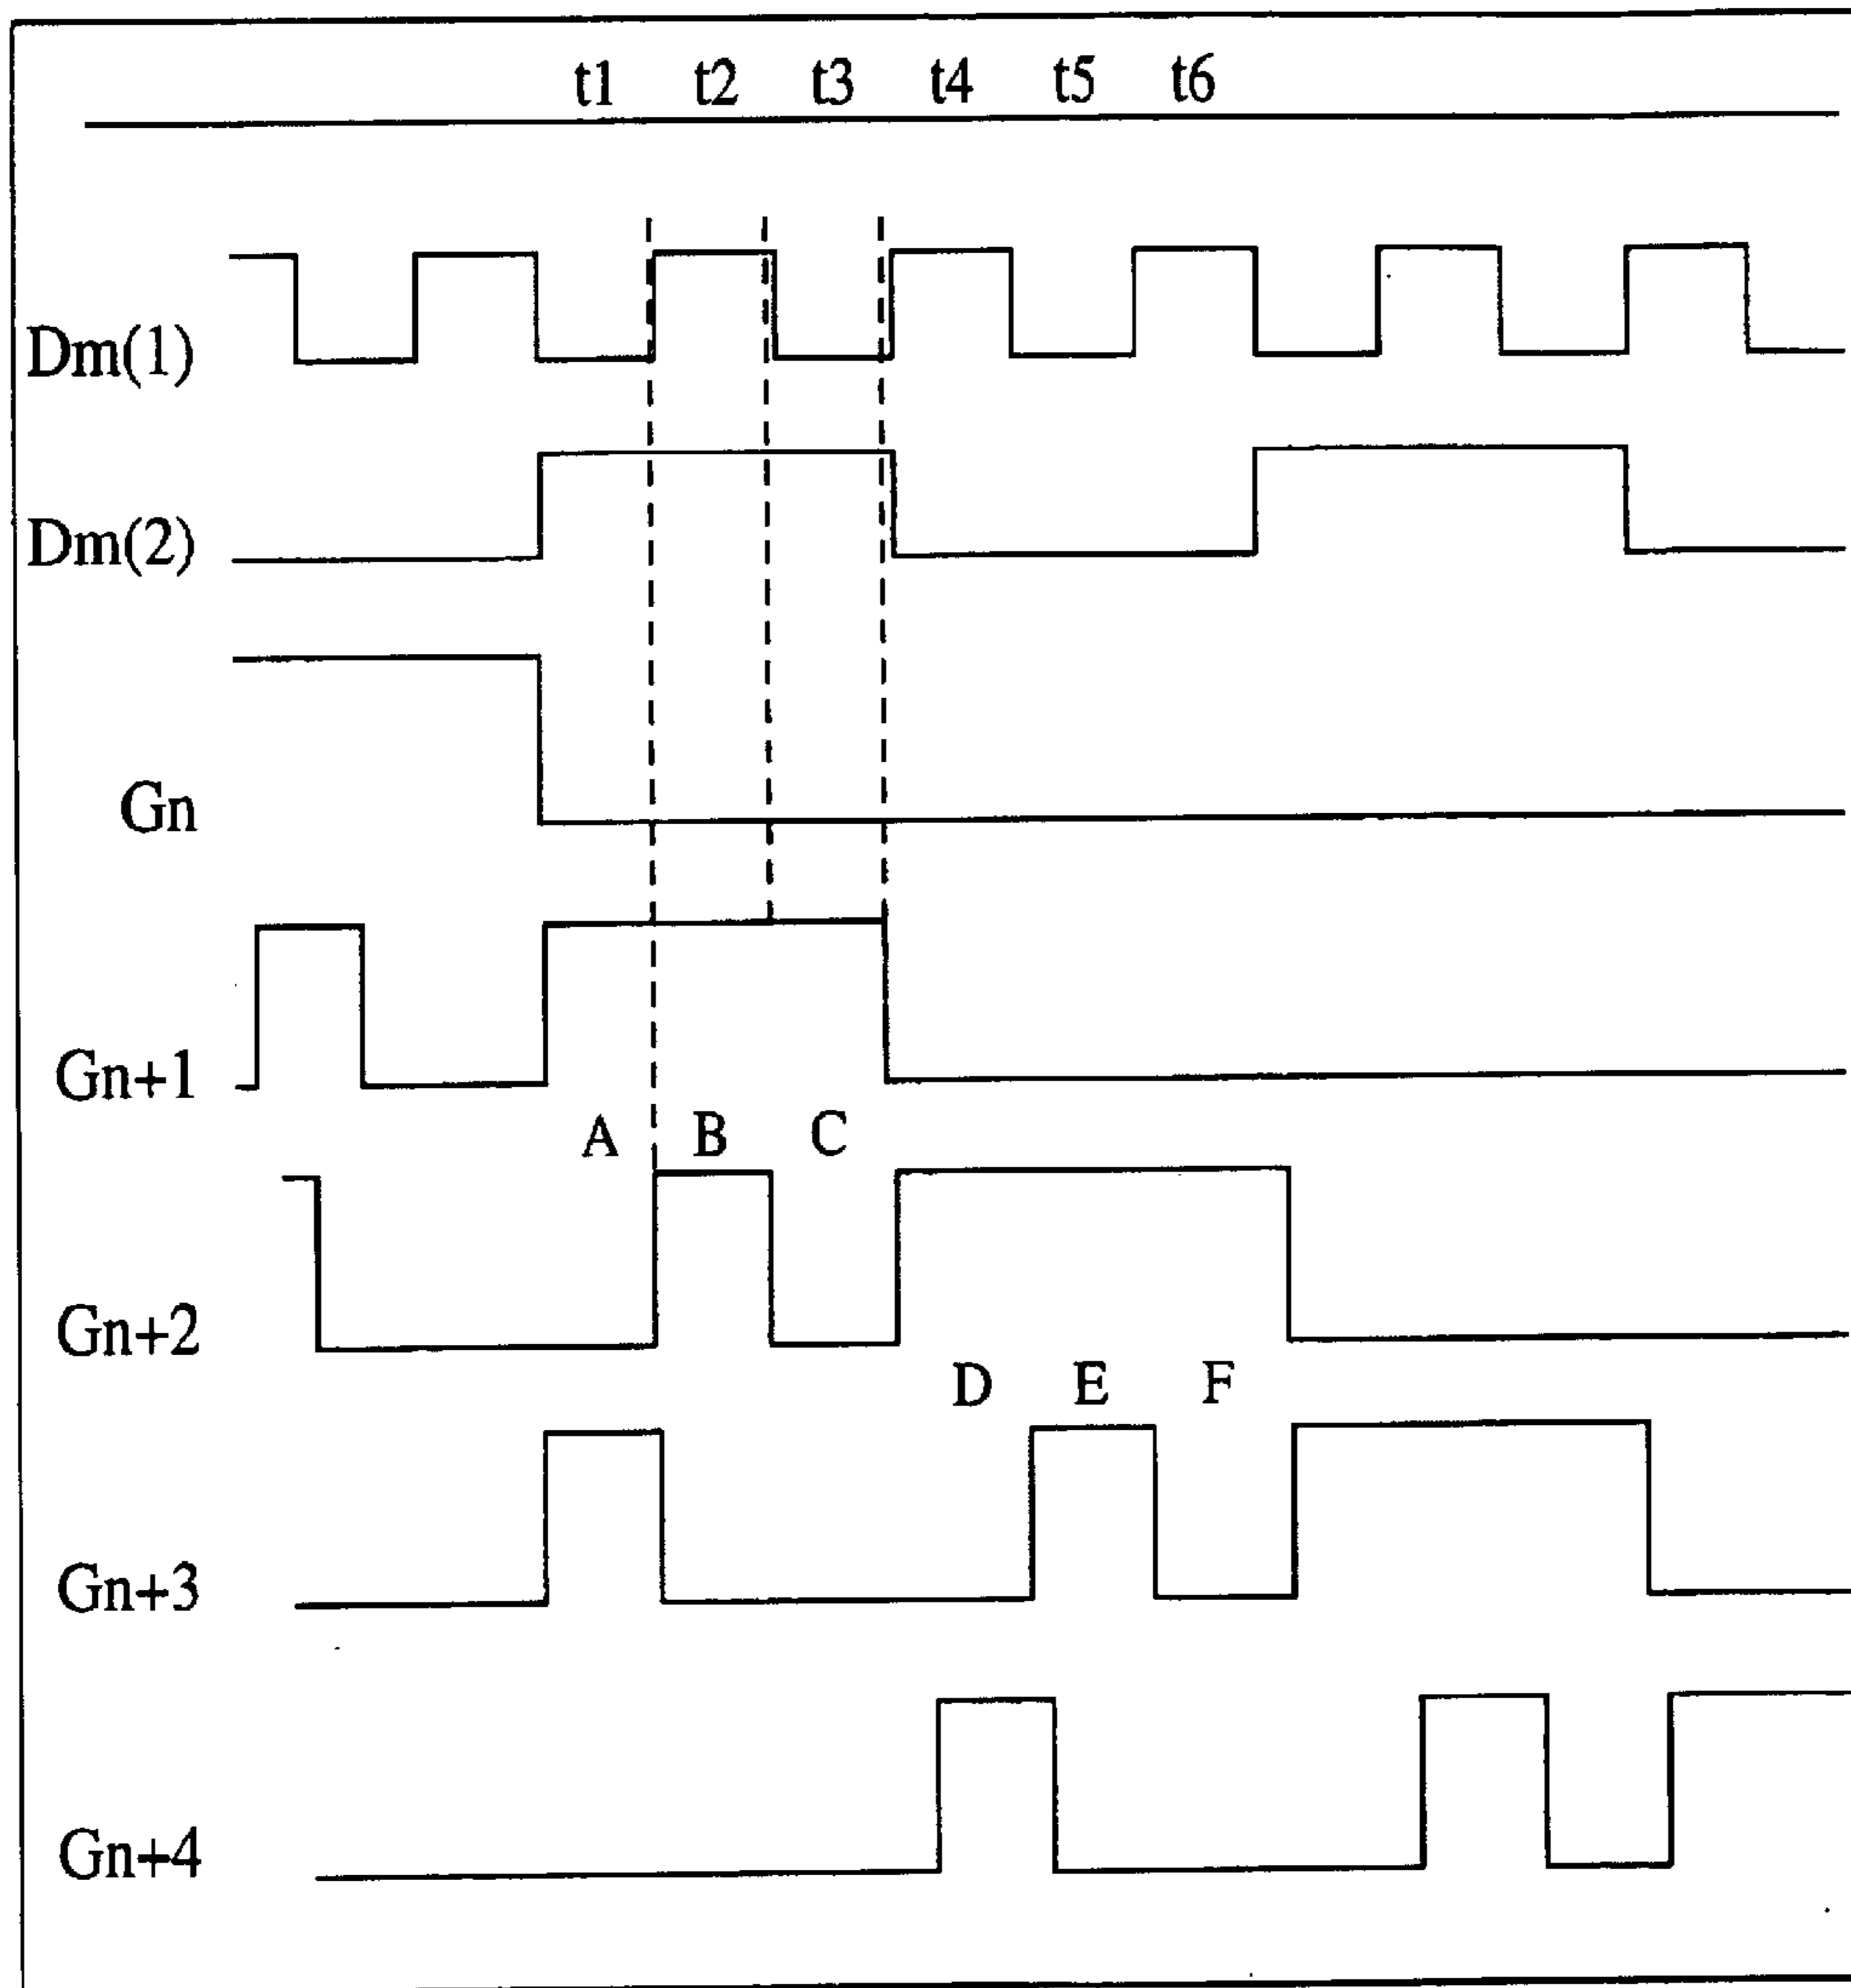 t1 t2 t3 t4 t5 t6
Dm(1)
Dm(2)
Gn
Gn+1
A B C
Gn+2
D E F
Gn+3
Gn+4